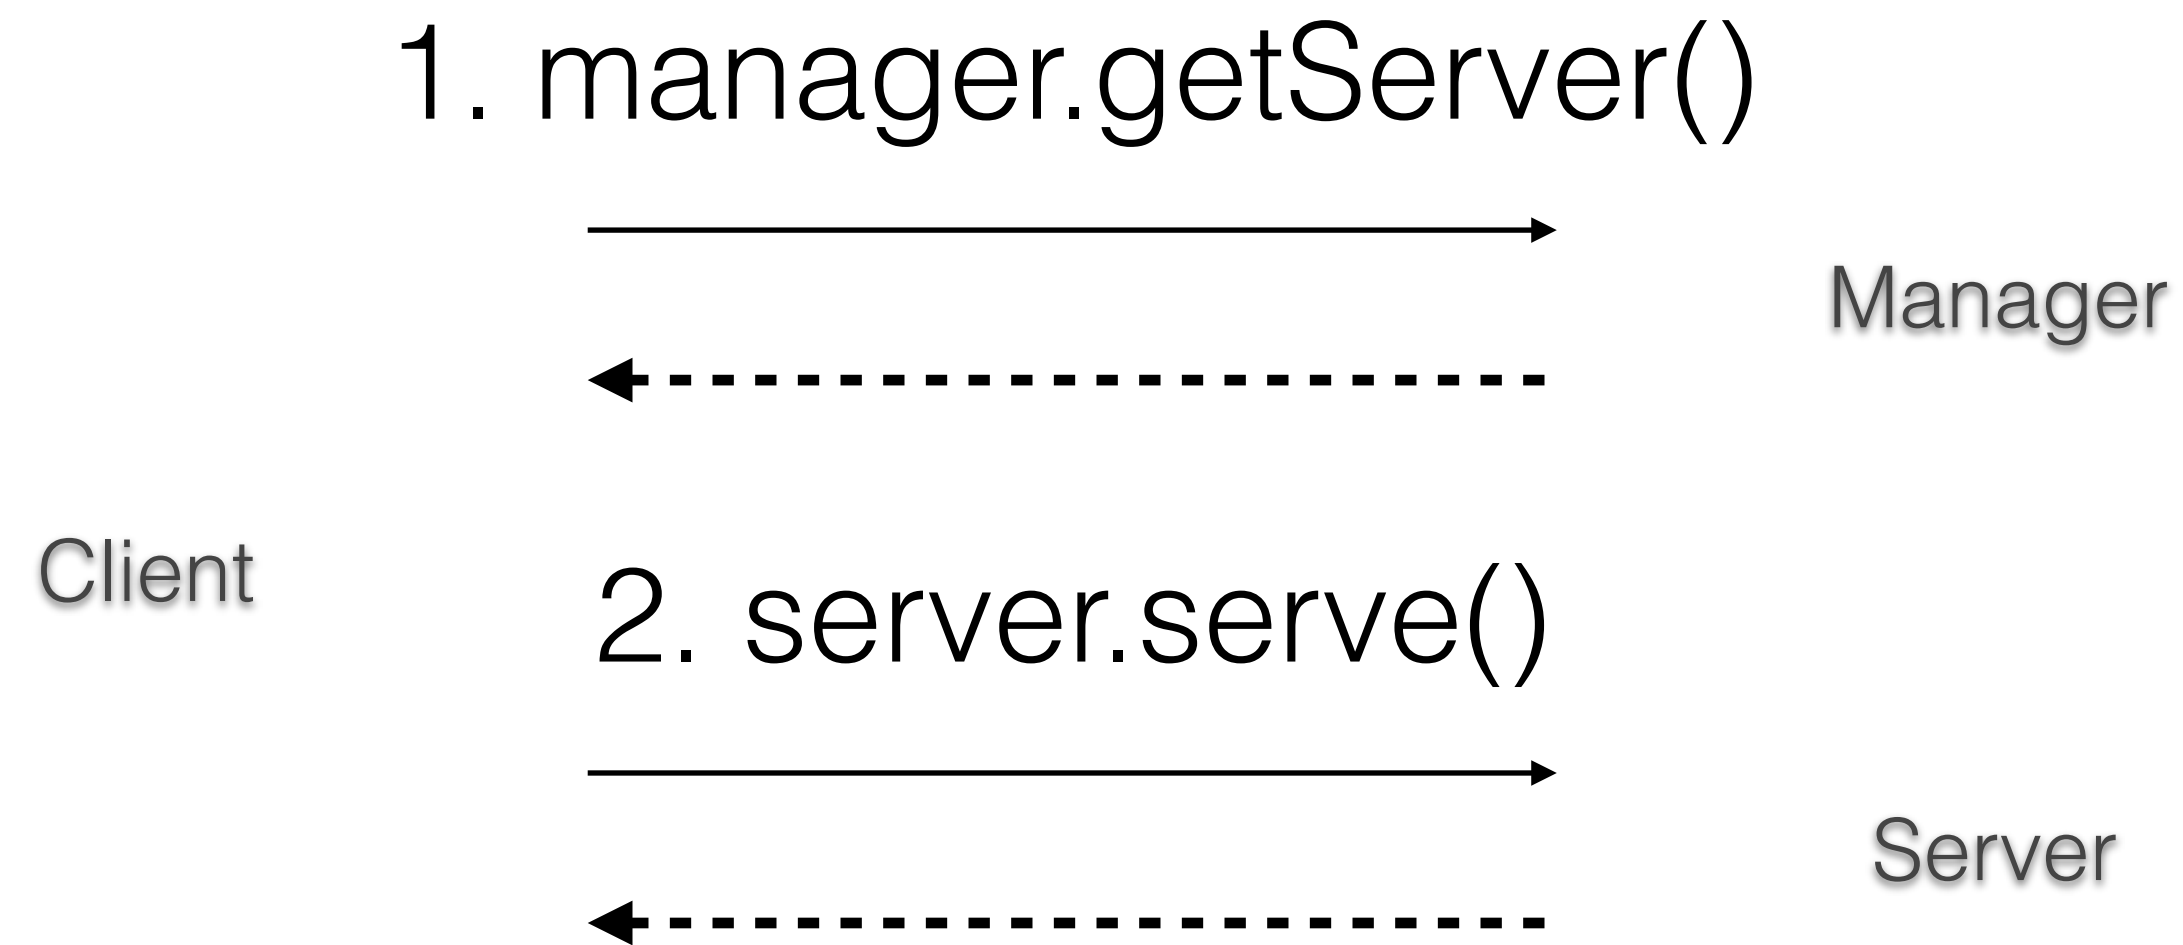 1. manager.getServer()
Manager
Client
2. server.serve()
Server